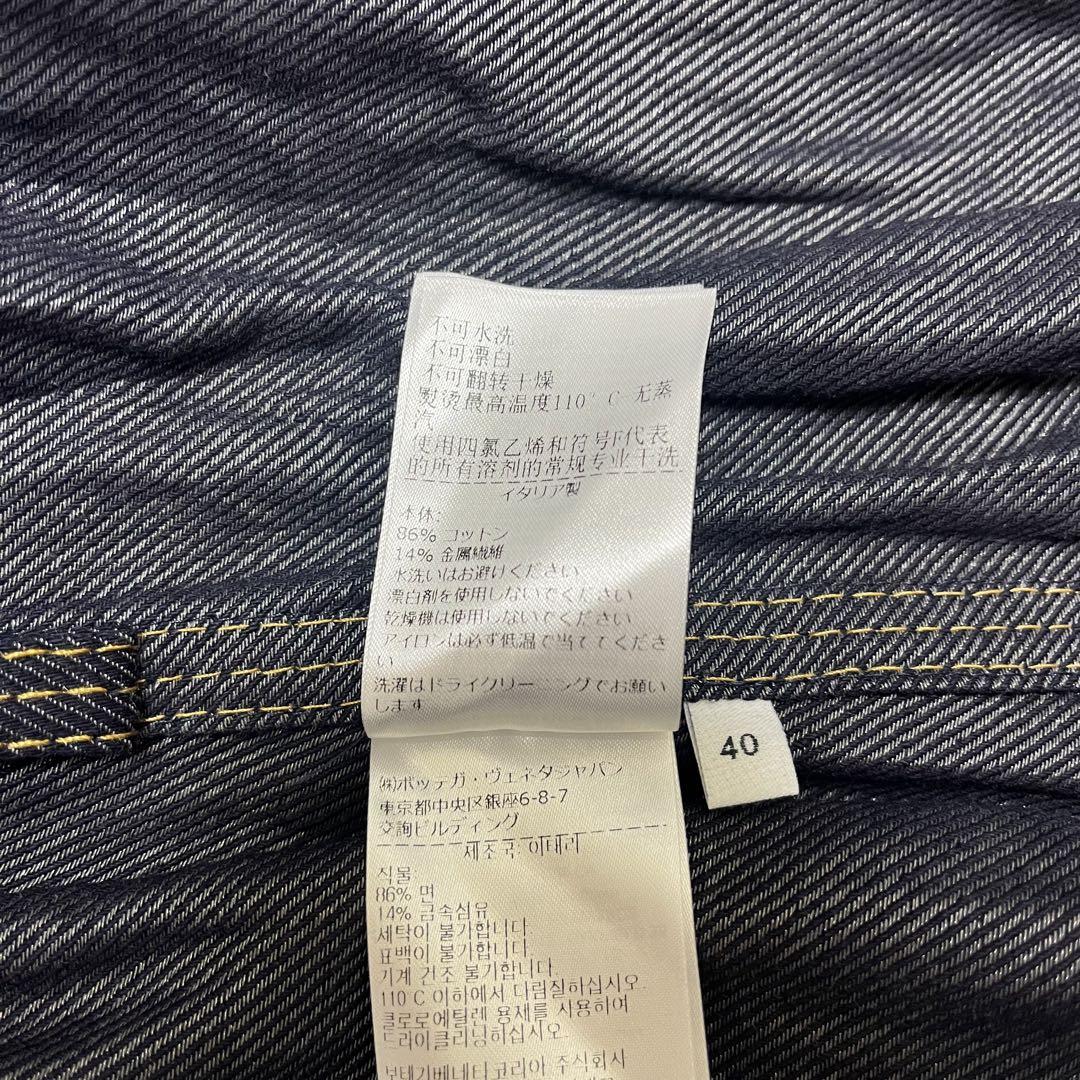 不可水洗
不可漂白
不可翻转干燥
熨烫最高温度110°C 无蒸
汽
使用四氯乙烯和符号F代表
的所有溶剂的常规专业干洗
イタリア製
本体:
86% コットン
14% 金属繊維
水洗いはお避けください
漂白剤を使用しないでください
乾燥機は使用しないでください
アイロンは必ず低温で当ててくださ
い
洗濯はドライクリーニングでお願い
します
40
㈱ボッテガ・ヴェネタジャパン
東京都中央区銀座6-8-7
交詢ビルディング
제조국: 이태리
직물:
86% 면
14% 금속섬유
세탁이 불가합니다.
표백이 불가합니다.
기계 건조 불가합니다.
110°C 이하에서 다림질하십시오.
클로로에틸렌 용제를 사용하여
드라이클리닝하십시오.
보테가베네타코리아 주식회사